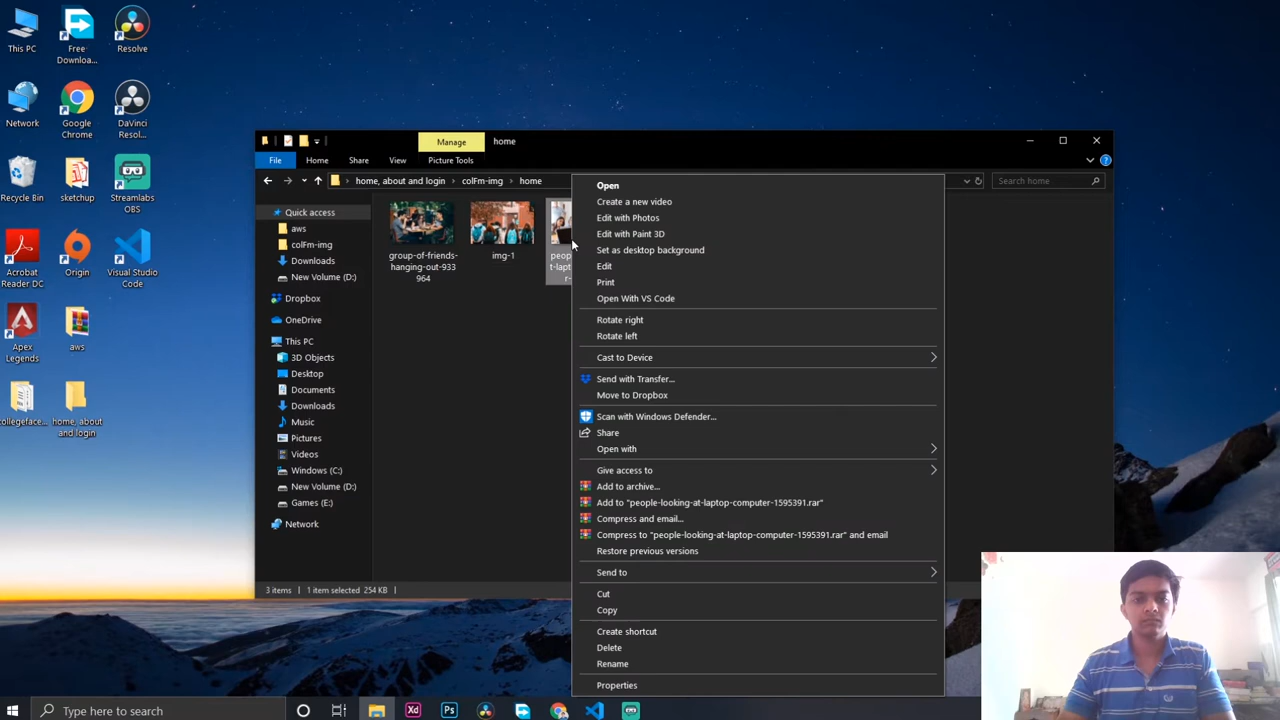 This PC
Free
Downloa...
Resolve
Network
Google
Chrome
DaVinci
Resol...
Recycle Bin
sketchup
Streamlabs
OBS
Acrobat
Reader DC
Origin
Visual Studio
Code
Apex
Legends
aws
collegeface...
home, about
and login
Manage
home
File
Home
Share
View
Picture Tools
home, about and login
colFm-img
home
Search home
Quick access
aws
colFm-img
Downloads
New Volume (D:)
Dropbox
OneDrive
This PC
3D Objects
Desktop
Documents
Downloads
Music
Pictures
Videos
Windows (C:)
New Volume (D:)
Games (E:)
Network
group-of-friends-
hanging-out-933
964
img-1
Open
Create a new video
Edit with Photos
Edit with Paint 3D
Set as desktop background
Edit
Print
Open With VS Code
Rotate right
Rotate left
Cast to Device
Send with Transfer...
Move to Dropbox
Scan with Windows Defender...
Share
Open with
Give access to
Add to archive...
Add to "people-looking-at-laptop-computer-1595391.rar"
Compress and email...
Compress to "people-looking-at-laptop-computer-1595391.rar" and email
Restore previous versions
Send to
Cut
Copy
Create shortcut
Delete
Rename
Properties
3 items
1 item selected 254 KB
Type here to search
Xd
Ps